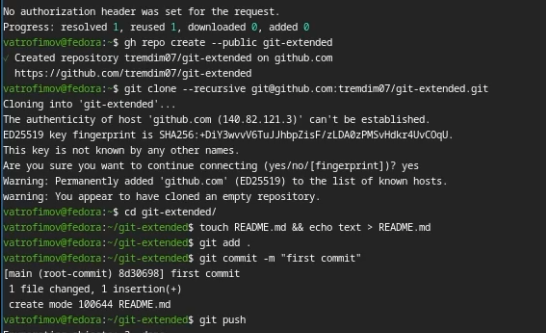 No authorization header was set for the request.
Progress: resolved 1, reused 1, downloaded 0, added 0
vatrofimov@fedora:~$ gh repo create --public git-extended
✓ Created repository tremdim07/git-extended on github.com
https://github.com/tremdim07/git-extended
vatrofimov@fedora:~$ git clone --recursive git@github.com:tremdim07/git-extended.git
Cloning into 'git-extended'...
The authenticity of host 'github.com (140.82.121.3)' can't be established.
ED25519 key fingerprint is SHA256:+DiY3wvvV6TuJJhbpZisF/zLDA0zPMSvHdkr4UvCOqU.
This key is not known by any other names.
Are you sure you want to continue connecting (yes/no/[fingerprint])? yes
Warning: Permanently added 'github.com' (ED25519) to the list of known hosts.
warning: You appear to have cloned an empty repository.
vatrofimov@fedora:~$ cd git-extended/
vatrofimov@fedora:~/git-extended$ touch README.md && echo text > README.md
vatrofimov@fedora:~/git-extended$ git add .
vatrofimov@fedora:~/git-extended$ git commit -m "first commit"
[main (root-commit) 8d30698] first commit
1 file changed, 1 insertion(+)
create mode 100644 README.md
vatrofimov@fedora:~/git-extended$ git push